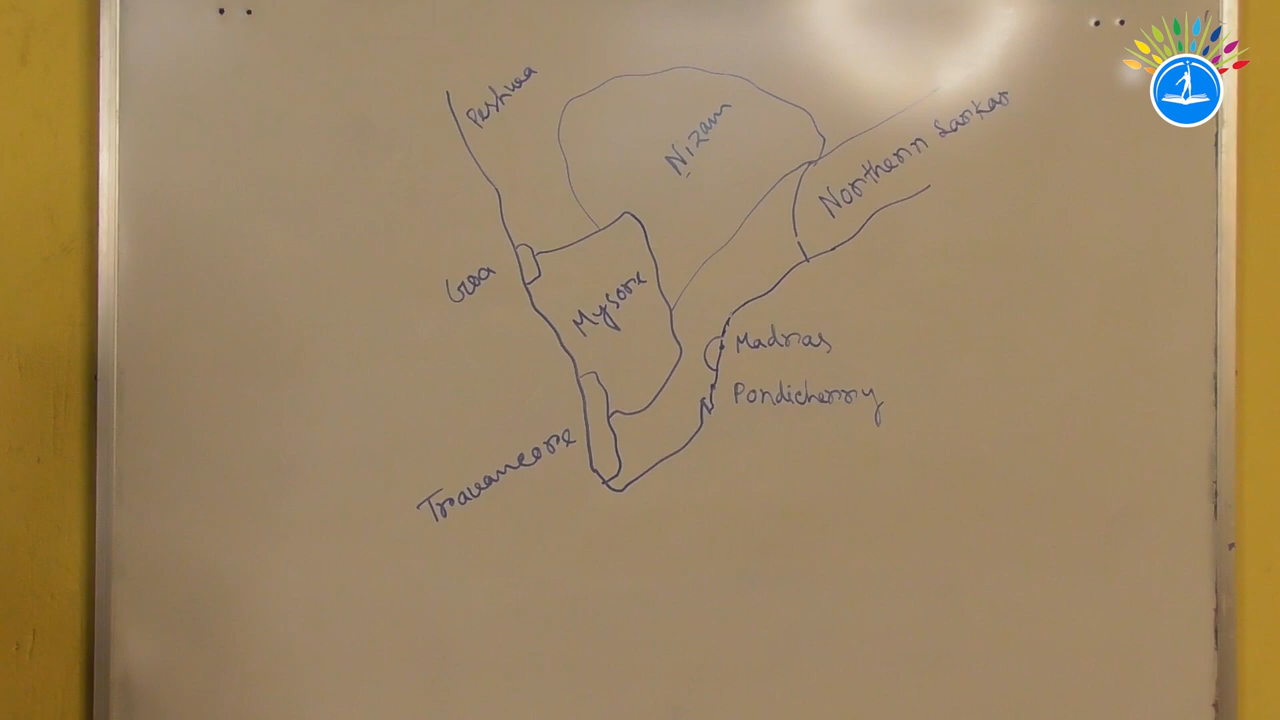 Peshwa
Nizam
Northern Sarkar
Goa
Mysore
Madras
Pondicherry
Travancore